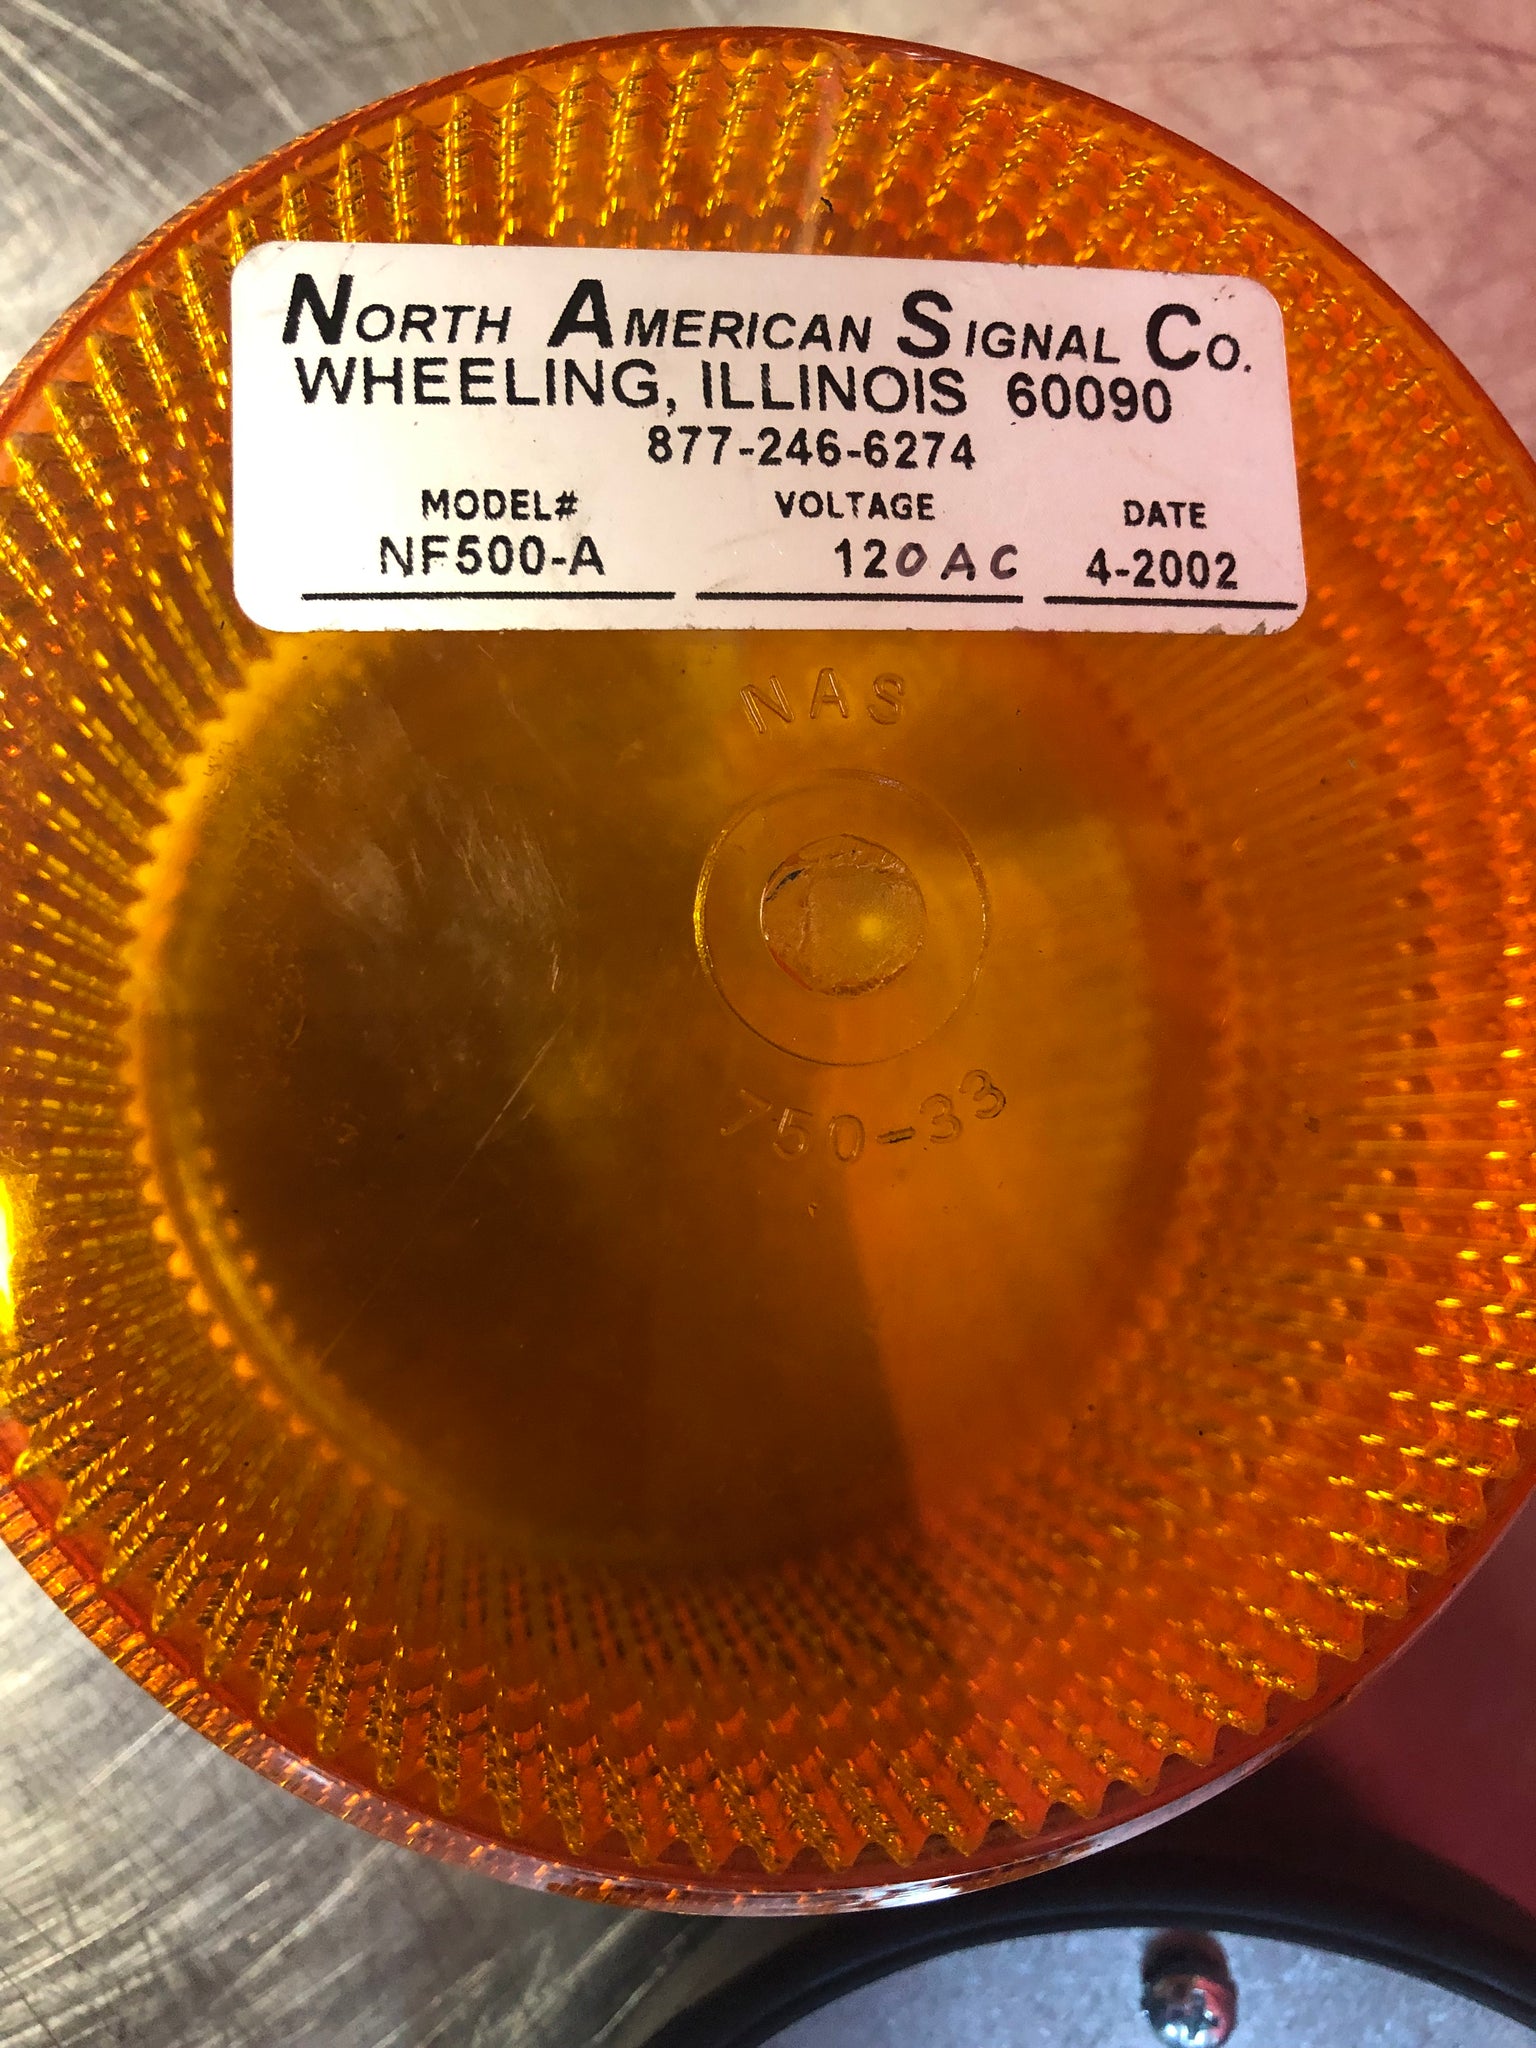 NORTH AMERICAN SIGNAL CO.
WHEELING, ILLINOIS 60090
877-246-6274
MODEL# VOLTAGE DATE
NF500-A 120AC 4-2002
NAS
750-33